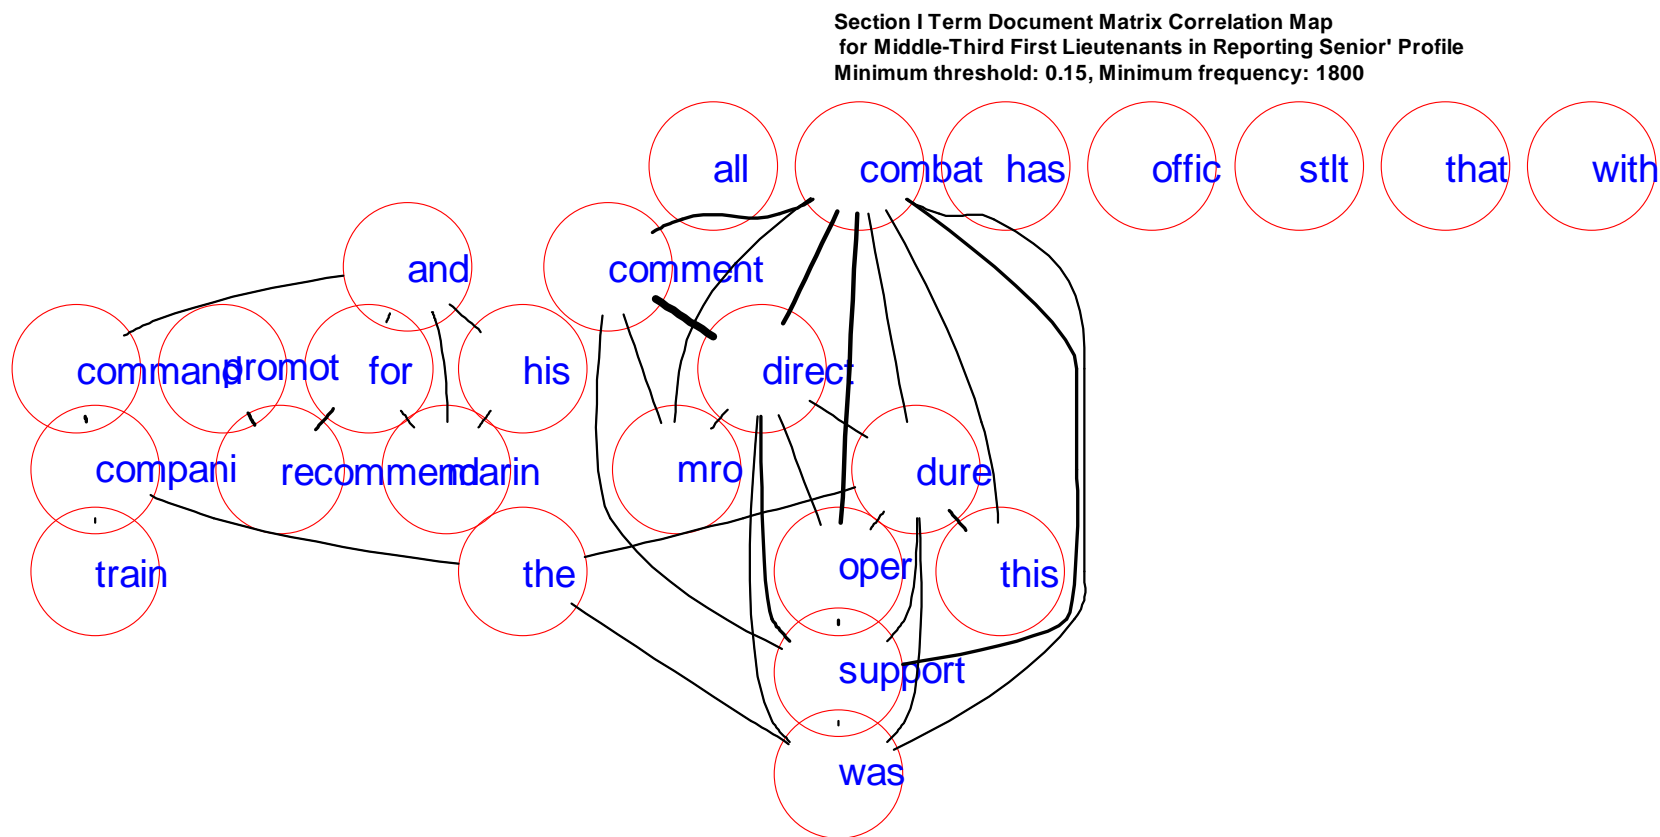 Section I Term Document Matrix Correlation Map
for Middle-Third First Lieutenants in Reporting Senior' Profile
Minimum threshold: 0.15, Minimum frequency: 1800
all combat has offic stlt that with
and comment
command promot for his direct
compani recommend marin mro dure
train the oper this
support
was